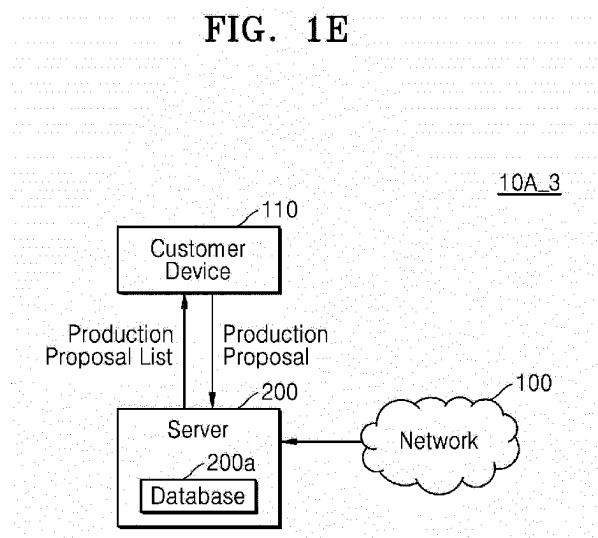 FIG. 1E
10A_3
110
Customer
Device
Production
Proposal List
Production
Proposal
200
Server
200a
Database
100
Network